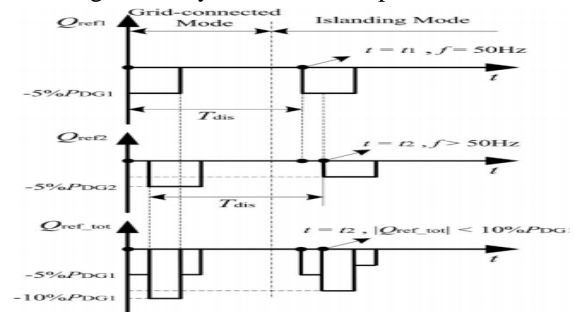 Grid-connected
Mode
Islanding Mode
Qref1
t = t1 , f = 50Hz
t
-5%PDG1
Tdis
Qref2
t = t2 , f > 50Hz
t
-5%PDG2
Tdis
Qref_tot
t = t2, |Qref_tot| < 10%PDG
t
-5%PDG1
-10%PDG1